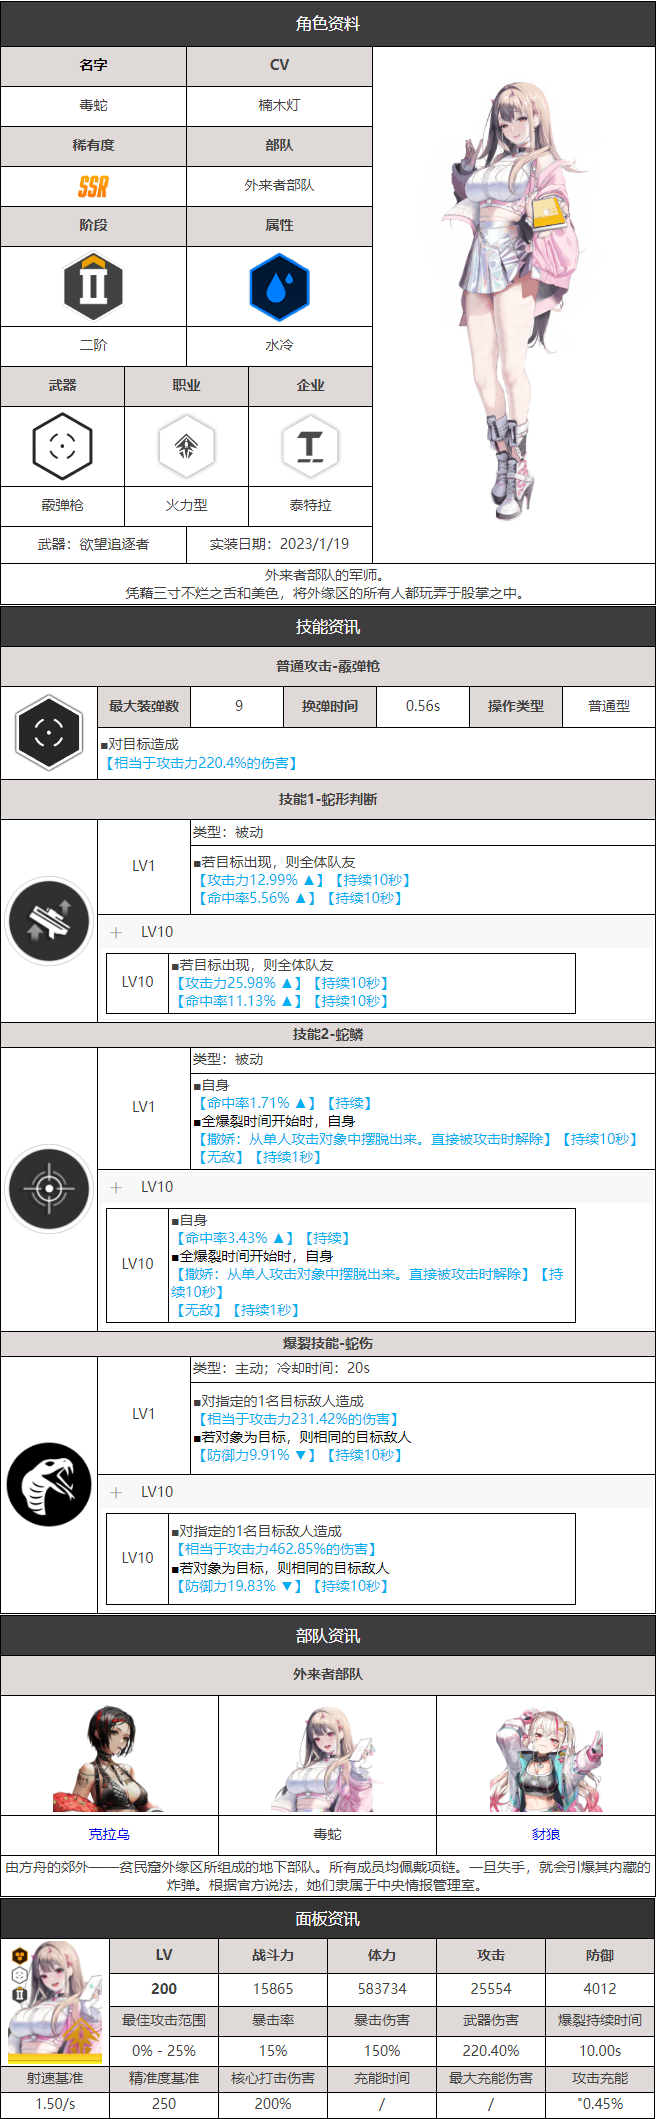 角色资料
名字
CV
毒蛇
楠木灯
稀有度
部队
SSR
外来者部队
阶段
属性
II
二阶
水冷
武器
职业
企业
T
霰弹枪
火力型
泰特拉
武器：欲望追逐者
实装日期：2023/1/19
外来者部队的军师。
凭藉三寸不烂之舌和美色，将外缘区的所有人都玩弄于股掌之中。
技能资讯
普通攻击-霰弹枪
最大装弹数
9
换弹时间
0.56s
操作类型
普通型
■对目标造成
【相当于攻击力220.4%的伤害】
技能1-蛇形判断
LV1
类型：被动
■若目标出现，则全体队友
【攻击力12.99% ▲】【持续10秒】
【命中率5.56% ▲】【持续10秒】
＋ LV10
LV10
■若目标出现，则全体队友
【攻击力25.98% ▲】【持续10秒】
【命中率11.13% ▲】【持续10秒】
技能2-蛇鳞
LV1
类型：被动
■自身
【命中率1.71% ▲】【持续】
■全爆裂时间开始时，自身
【撒娇：从单人攻击对象中摆脱出来。直接被攻击时解除】【持续10秒】
【无敌】【持续1秒】
＋ LV10
LV10
■自身
【命中率3.43% ▲】【持续】
■全爆裂时间开始时，自身
【撒娇：从单人攻击对象中摆脱出来。直接被攻击时解除】【持
续10秒】
【无敌】【持续1秒】
爆裂技能-蛇伤
LV1
类型：主动；冷却时间：20s
■对指定的1名目标敌人造成
【相当于攻击力231.42%的伤害】
■若对象为目标，则相同的目标敌人
【防御力9.91% ▼】【持续10秒】
＋ LV10
LV10
■对指定的1名目标敌人造成
【相当于攻击力462.85%的伤害】
■若对象为目标，则相同的目标敌人
【防御力19.83% ▼】【持续10秒】
部队资讯
外来者部队
克拉乌
毒蛇
豺狼
由方舟的郊外——贫民窟外缘区所组成的地下部队。所有成员均佩戴项链。一旦失手，就会引爆其内藏的
炸弹。根据官方说法，她们隶属于中央情报管理室。
面板资讯
LV
战斗力
体力
攻击
防御
200
15865
583734
25554
4012
最佳攻击范围
暴击率
暴击伤害
武器伤害
爆裂持续时间
0% - 25%
15%
150%
220.40%
10.00s
射速基准
精准度基准
核心打击伤害
充能时间
最大充能伤害
攻击充能
1.50/s
250
200%
/
/
"0.45%